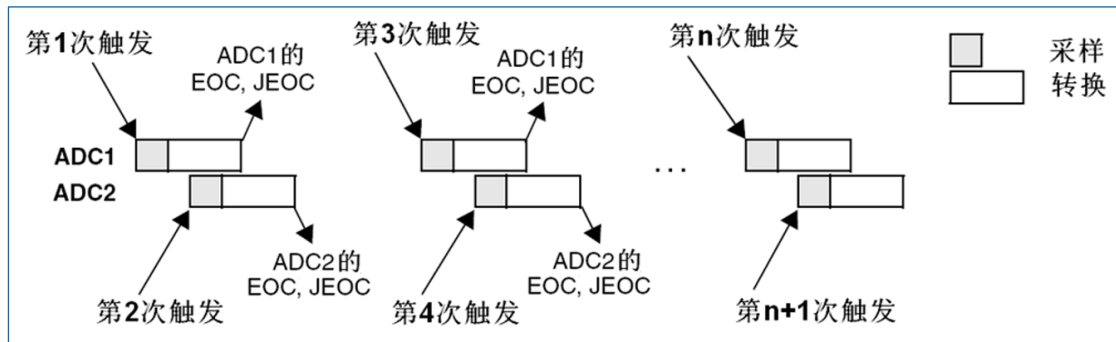 第1次触发
ADC1的
EOC, JEOC
第3次触发
ADC1的
EOC, JEOC
第n次触发
采样
转换
ADC1
ADC2
...
ADC2的
EOC, JEOC
第2次触发
ADC2的
EOC, JEOC
第4次触发
第n+1次触发